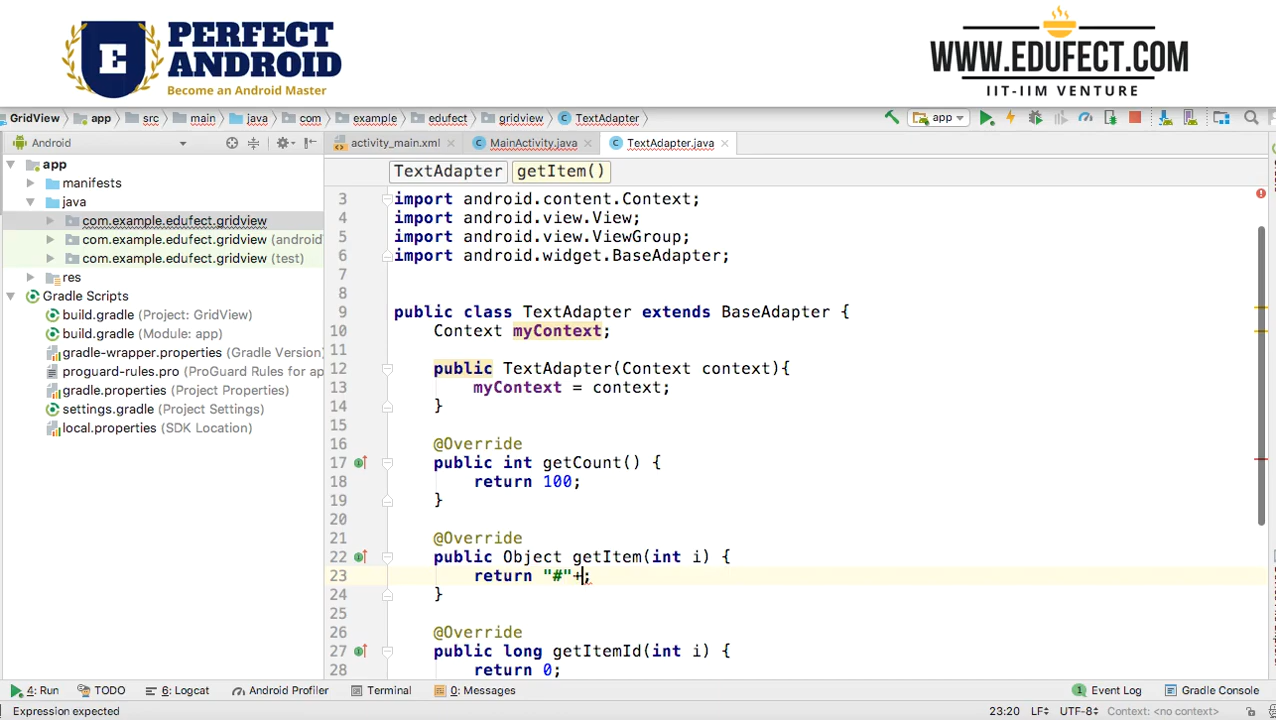 PERFECT
ANDROID
Become an Android Master
E
WWW.EDUFECT.COM
IIT-IIM VENTURE
GridView app src main java com example edufect gridview TextAdapter app
Android activity_main.xml MainActivity.java TextAdapter.java
TextAdapter getItem()
app
manifests
java
com.example.edufect.gridview
com.example.edufect.gridview (android
com.example.edufect.gridview (test)
res
Gradle Scripts
build.gradle (Project: GridView)
build.gradle (Module: app)
gradle-wrapper.properties (Gradle Version)
proguard-rules.pro (ProGuard Rules for ap
gradle.properties (Project Properties)
settings.gradle (Project Settings)
local.properties (SDK Location)
3 import android.content.Context;
4 import android.view.View;
5 import android.view.ViewGroup;
6 import android.widget.BaseAdapter;
7
8
9 public class TextAdapter extends BaseAdapter {
10 Context myContext;
11
12 public TextAdapter(Context context){
13 myContext = context;
14 }
15
16 @Override
17 public int getCount() {
18 return 100;
19 }
20
21 @Override
22 public Object getItem(int i) {
23 return "#"+;
24 }
25
26 @Override
27 public long getItemId(int i) {
28 return 0;
4: Run TODO 6: Logcat Android Profiler Terminal 0: Messages 1 Event Log Gradle Console
Expression expected 23:20 LF UTF-8 Context: <no context>